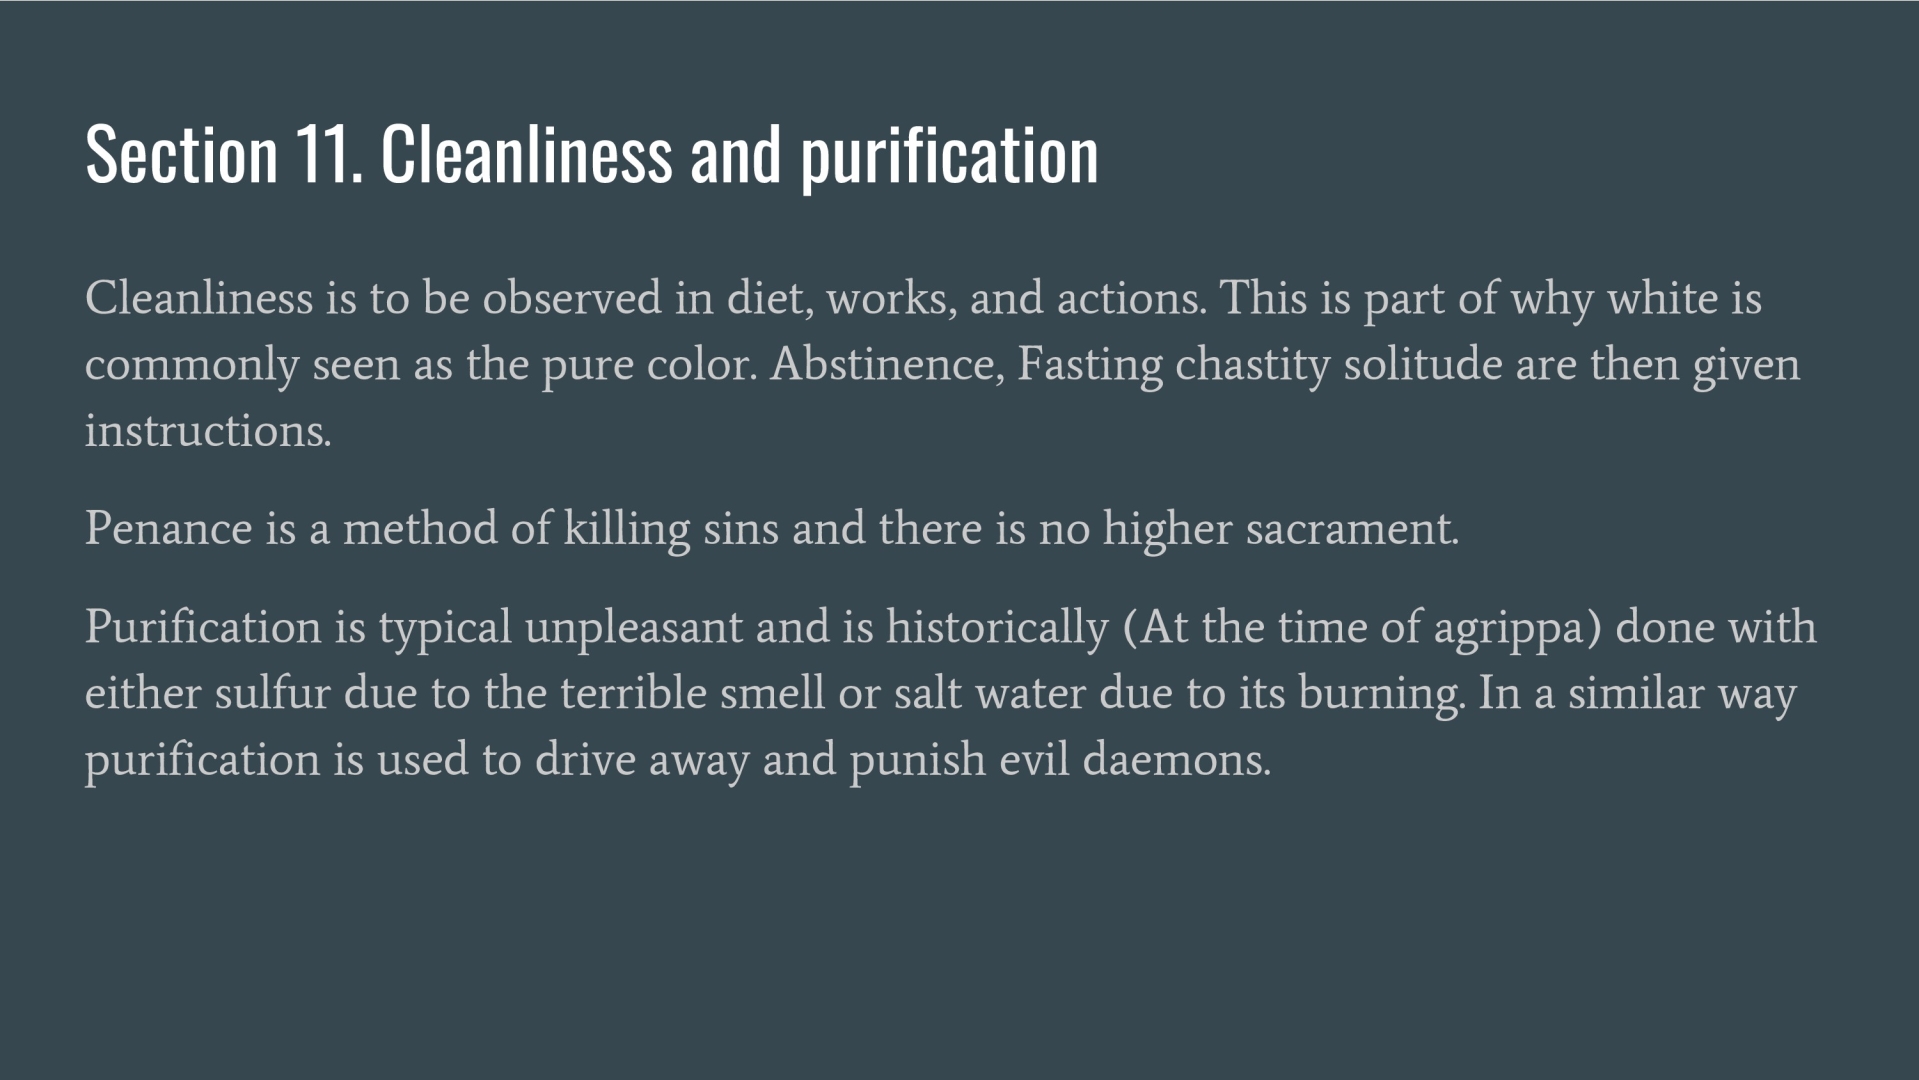 Section 11. Cleanliness and purification
Cleanliness is to be observed in diet, works, and actions. This is part of why white is
commonly seen as the pure color. Abstinence, Fasting chastity solitude are then given
instructions.
Penance is a method of killing sins and there is no higher sacrament.
Purification is typical unpleasant and is historically (At the time of agrippa) done with
either sulfur due to the terrible smell or salt water due to its burning. In a similar way
purification is used to drive away and punish evil daemons.